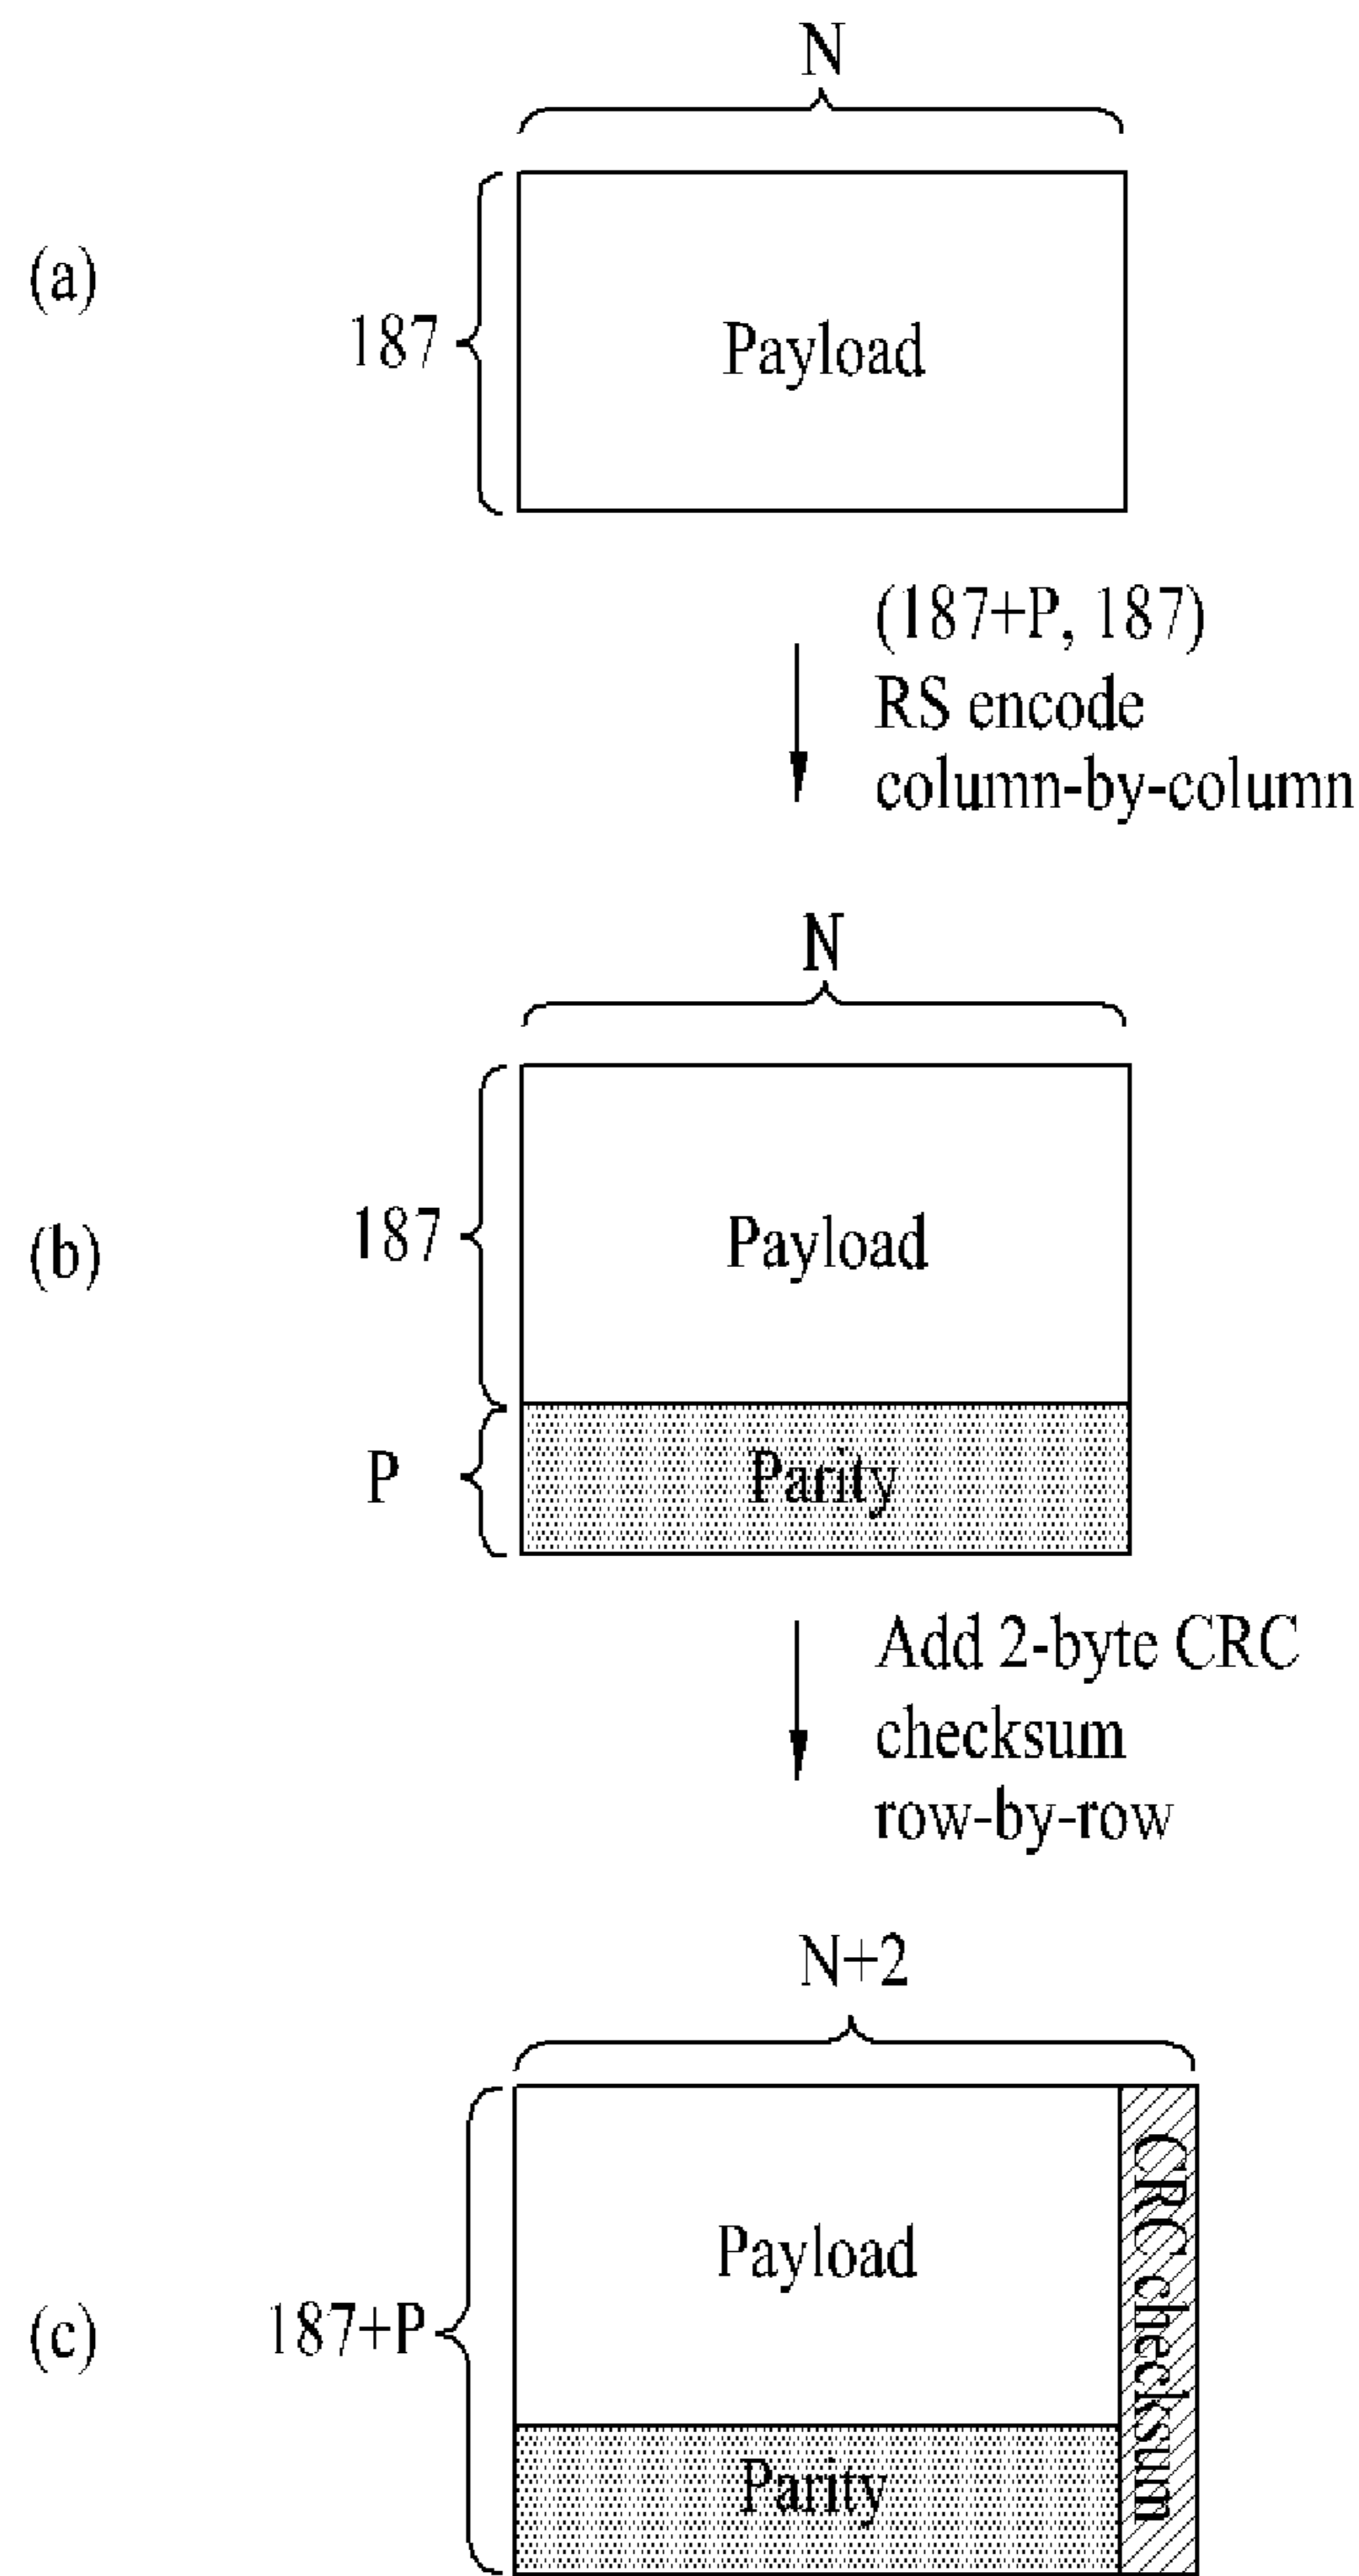 N
(a)
187
Payload
(187+P, 187)
RS encode
column-by-column
N
(b)
187
Payload
P
Parity
Add 2-byte CRC
checksum
row-by-row
N+2
(c)
187+P
Payload
CRC checksum
Parity